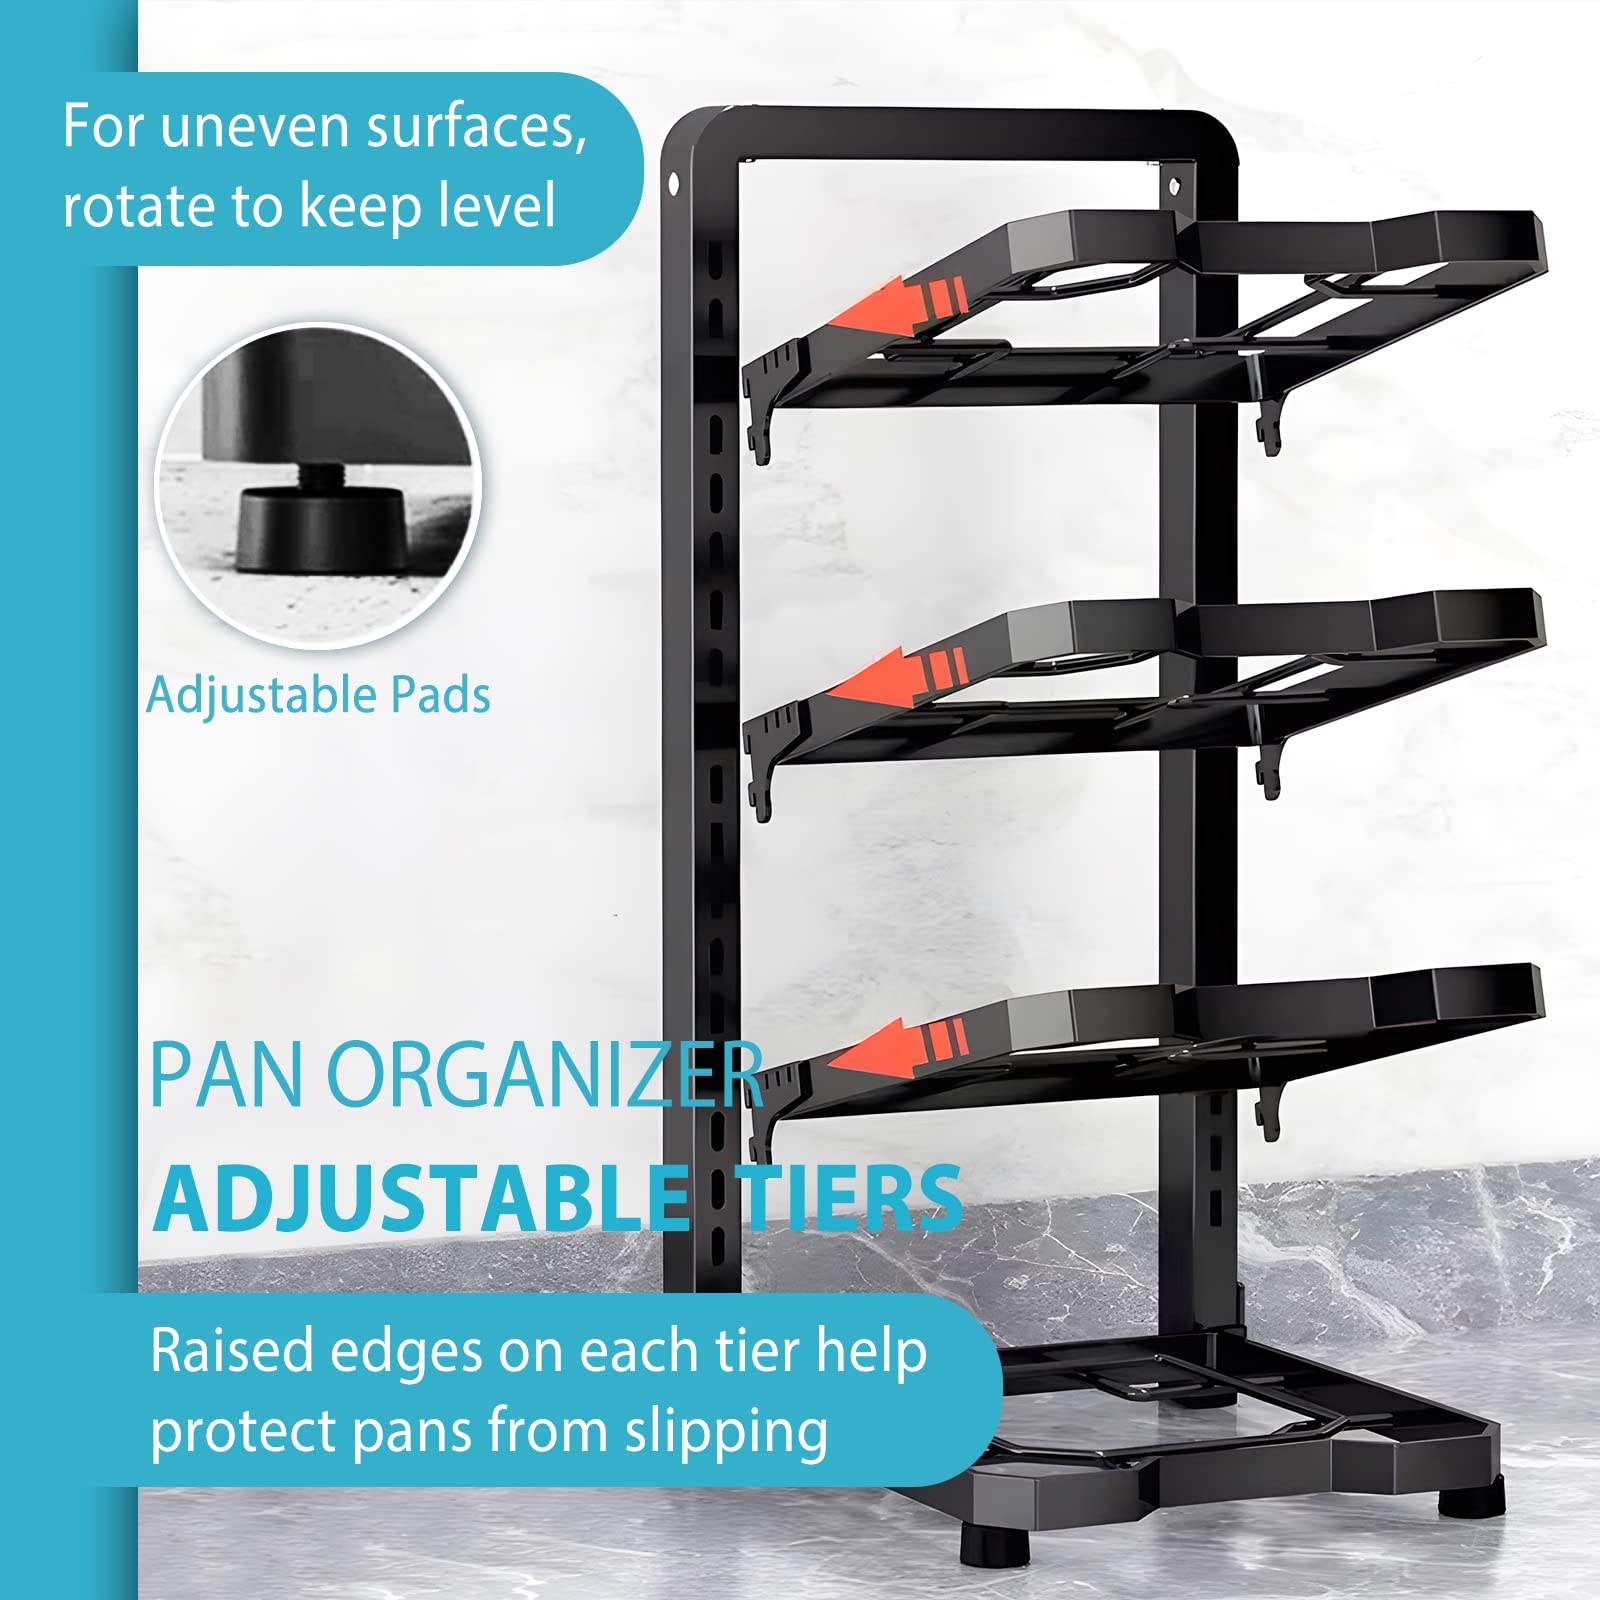 For uneven surfaces,
rotate to keep level
Adjustable Pads
PAN ORGANIZER
ADJUSTABLE TIERS
Raised edges on each tier help
protect pans from slipping